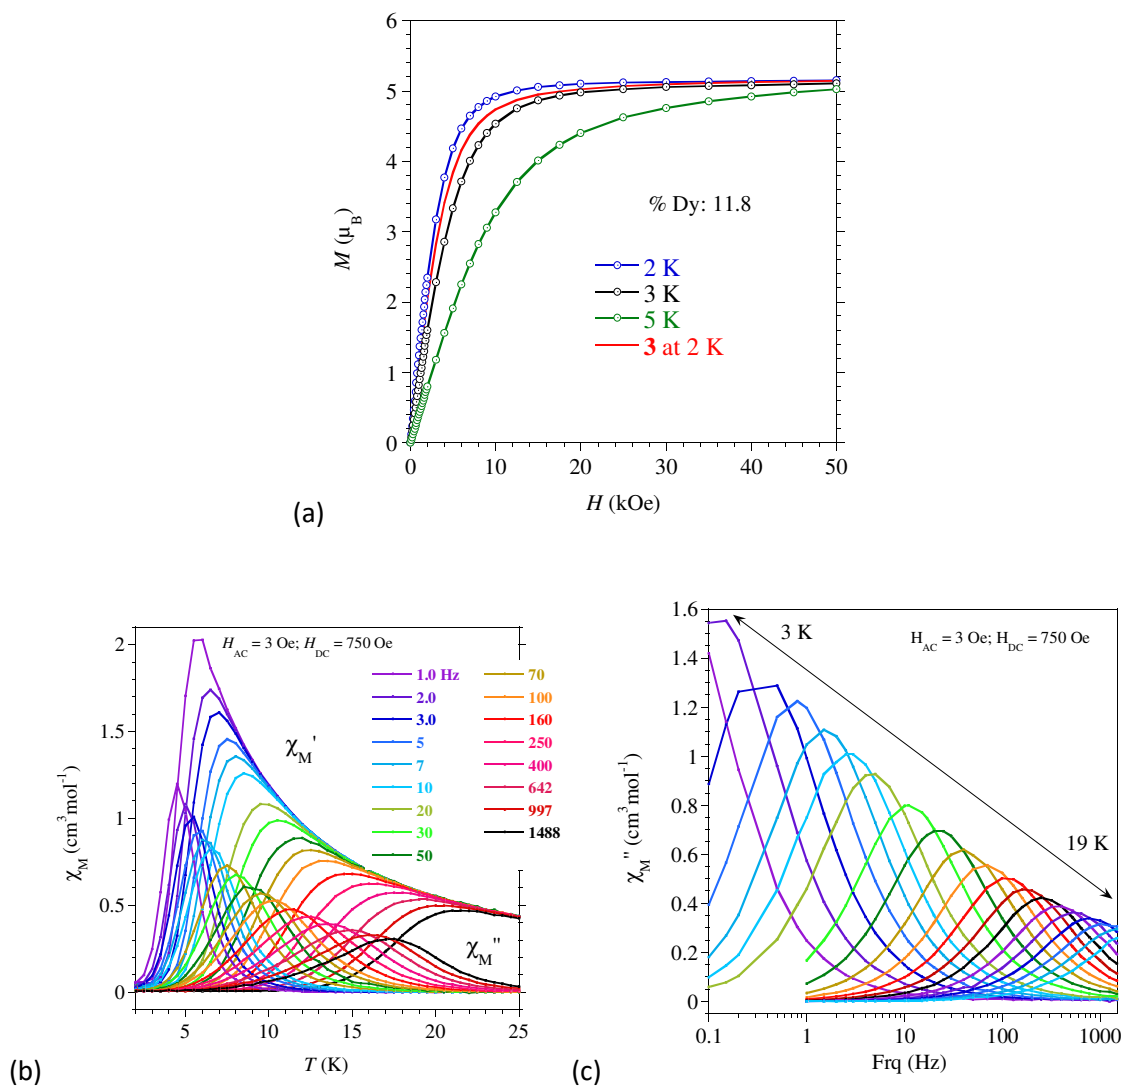 6
5
4
3
2
1
0
M (μB)
% Dy: 11.8
2 K
3 K
5 K
3 at 2 K
0 10 20 30 40 50
H (kOe)
(a)
2
1.5
1
0.5
0
χM (cm3 mol-1)
HAC = 3 Oe; HDC = 750 Oe
1.0 Hz 70
2.0 100
3.0 160
5 250
7 400
10 642
20 997
30 1488
50
χM'
χM''
5 10 15 20 25
T (K)
(b)
1.6
1.4
1.2
1.0
0.8
0.6
0.4
0.2
0
χM'' (cm3 mol-1)
3 K
HAC = 3 Oe; HDC = 750 Oe
19 K
0.1 1 10 100 1000
Frq (Hz)
(c)